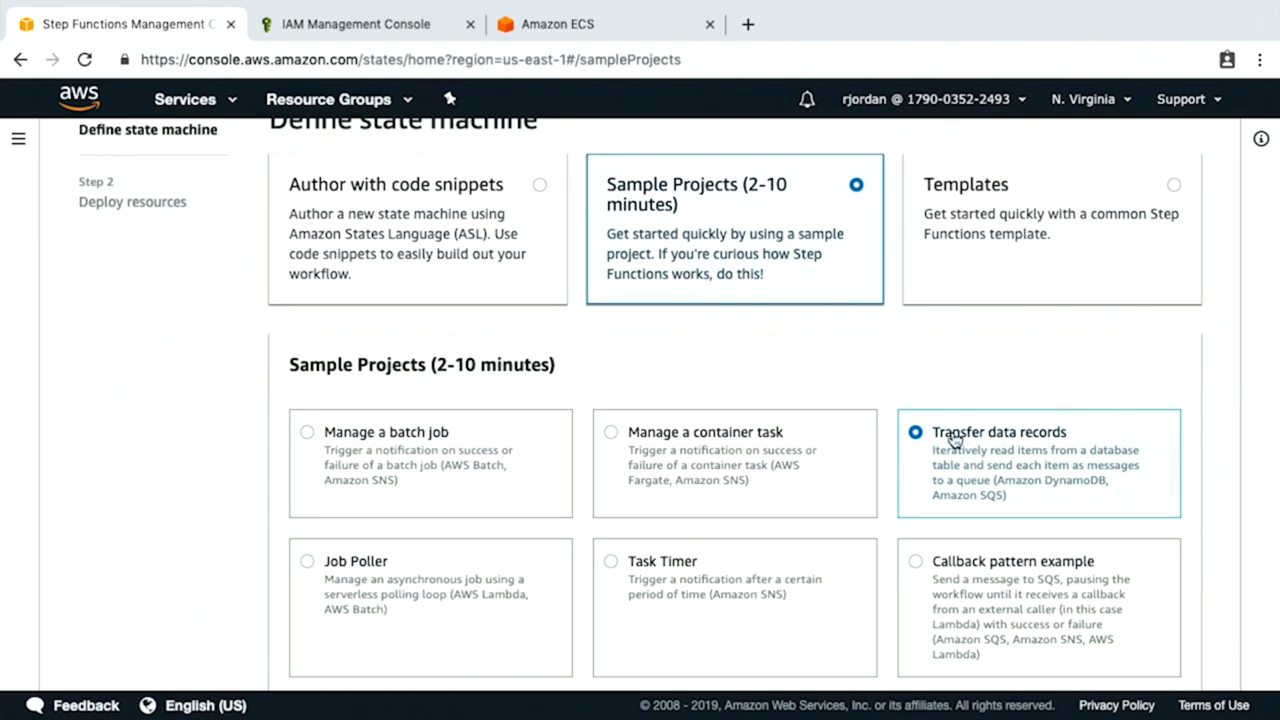 Step Functions Management C
IAM Management Console
Amazon ECS
https://console.aws.amazon.com/states/home?region=us-east-1#/sampleProjects
aws
Services
Resource Groups
rjordan @ 1790-0352-2493
N. Virginia
Support
Define state machine
Step 2
Deploy resources
Define state machine
Author with code snippets
Author a new state machine using
Amazon States Language (ASL). Use
code snippets to easily build out your
workflow.
Sample Projects (2-10
minutes)
Get started quickly by using a sample
project. If you're curious how Step
Functions works, do this!
Templates
Get started quickly with a common Step
Functions template.
Sample Projects (2-10 minutes)
Manage a batch job
Trigger a notification on success or
failure of a batch job (AWS Batch,
Amazon SNS)
Manage a container task
Trigger a notification on success or
failure of a container task (AWS
Fargate, Amazon SNS)
Transfer data records
Iteratively read items from a database
table and send each item as messages
to a queue (Amazon DynamoDB,
Amazon SQS)
Job Poller
Manage an asynchronous job using a
serverless polling loop (AWS Lambda,
AWS Batch)
Task Timer
Trigger a notification after a certain
period of time (Amazon SNS)
Callback pattern example
Send a message to SQS, pausing the
workflow until it receives a callback
from an external caller (in this case
Lambda) with success or failure
(Amazon SQS, Amazon SNS, AWS
Lambda)
Feedback
English (US)
© 2008 - 2019, Amazon Web Services, Inc. or its affiliates. All rights reserved.
Privacy Policy
Terms of Use